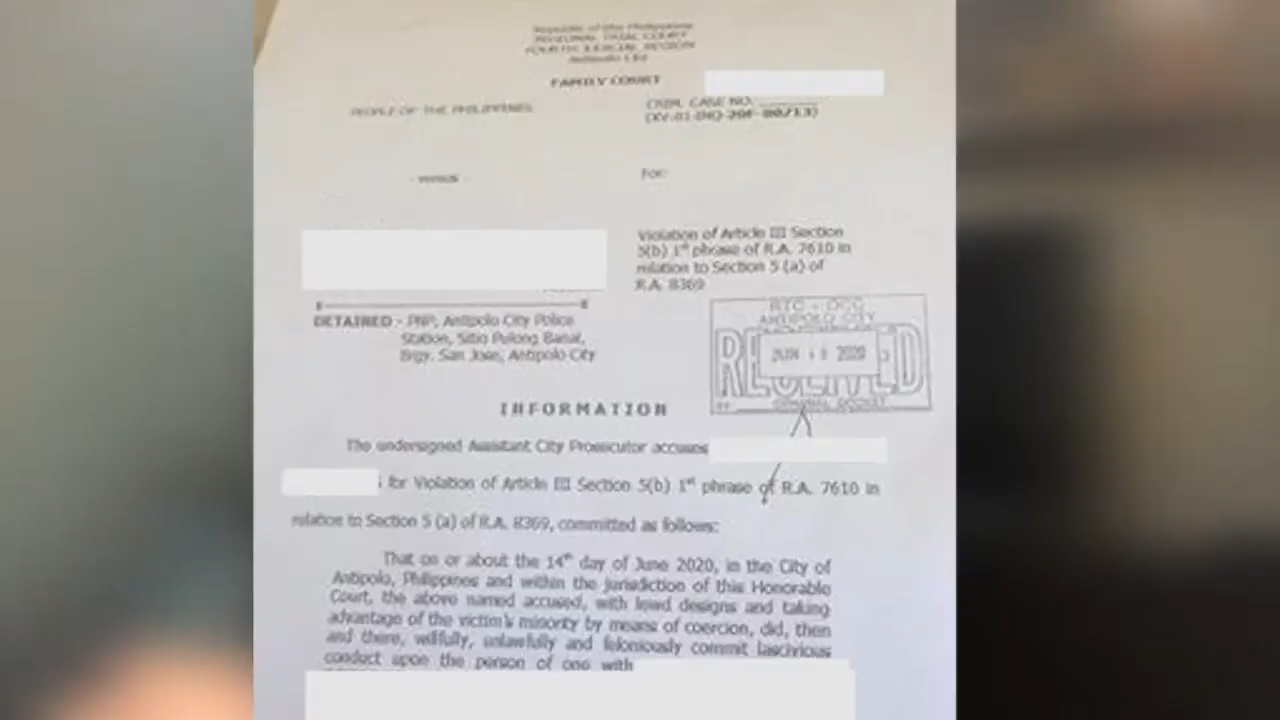 Republic of the Philippines
REGIONAL TRIAL COURT
FOURTH JUDICIAL REGION
Antipolo City
FAMILY COURT
PEOPLE OF THE PHILIPPINES,
CRIM. CASE NO.
- versus -
For:
Violation of Article III Section
5(b) 1st phrase of R.A. 7610 in
relation to Section 5 (a) of
R.A. 8369
x x
DETAINED - PNP, Antipolo City Police
Station, Sitio Pulong Banal,
Brgy. San Jose, Antipolo City
RTC - OCC
ANTIPOLO CITY
RECEIVED
JUN 2020
CRIMINAL DOCKET
INFORMATION
The undersigned Assistant City Prosecutor accuses
for Violation of Article III Section 5(b) 1st phrase of R.A. 7610 in
relation to Section 5 (a) of R.A. 8369, committed as follows:
That on or about the 14th day of June 2020, in the City of
Antipolo, Philippines and within the jurisdiction of this Honorable
Court, the above named accused, with lewd designs and taking
advantage of the victim's minority by means of coercion, did, then
and there, willfully, unlawfully and feloniously commit lascivious
conduct upon the person of one with